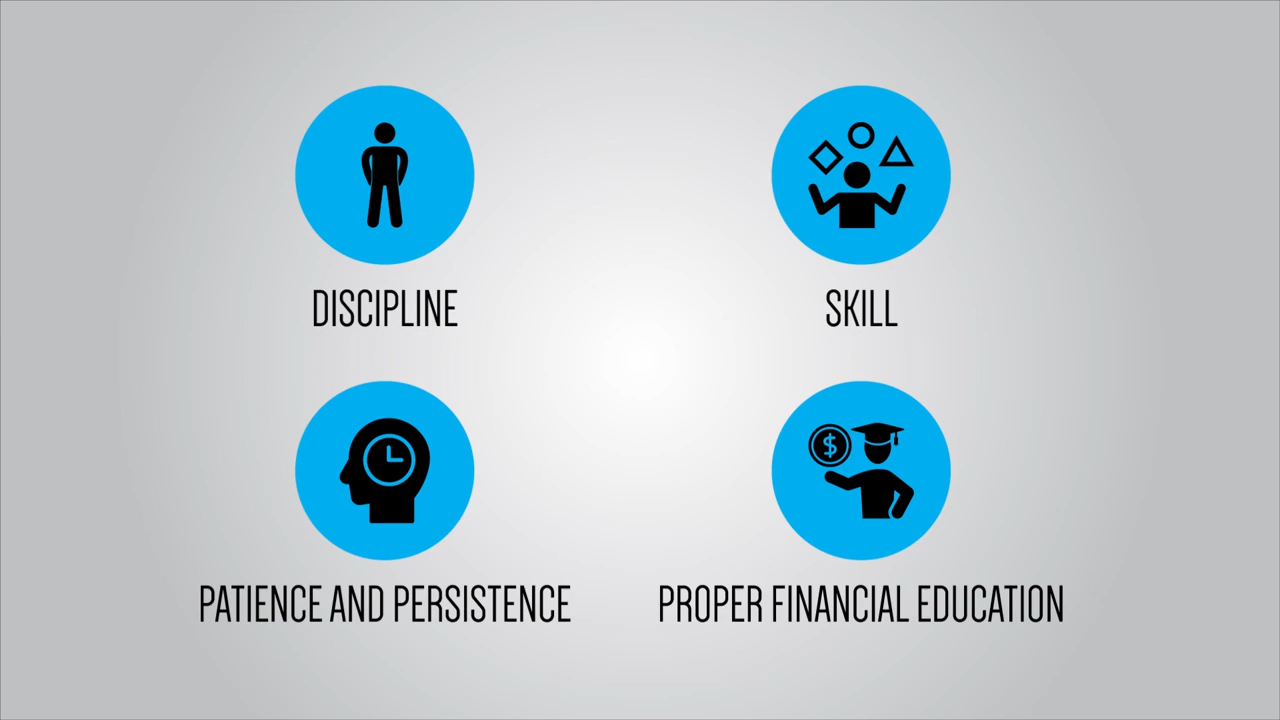 DISCIPLINE
SKILL
PATIENCE AND PERSISTENCE
$
PROPER FINANCIAL EDUCATION